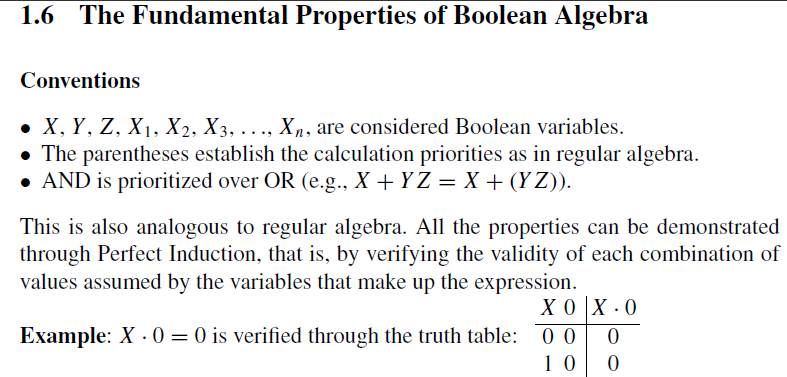 1.6 The Fundamental Properties of Boolean Algebra
Conventions
• X, Y, Z, X₁, X₂, X₃, . . ., Xₙ, are considered Boolean variables.
• The parentheses establish the calculation priorities as in regular algebra.
• AND is prioritized over OR (e.g., X + Y Z = X + (Y Z)).
This is also analogous to regular algebra. All the properties can be demonstrated
through Perfect Induction, that is, by verifying the validity of each combination of
values assumed by the variables that make up the expression.
X 0 X · 0
Example: X · 0 = 0 is verified through the truth table: 0 0 0
1 0 0